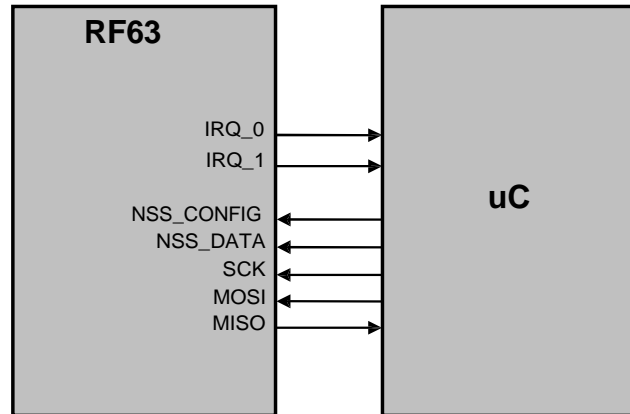 RF63
IRQ_0
IRQ_1
uC
NSS_CONFIG
NSS_DATA
SCK
MOSI
MISO